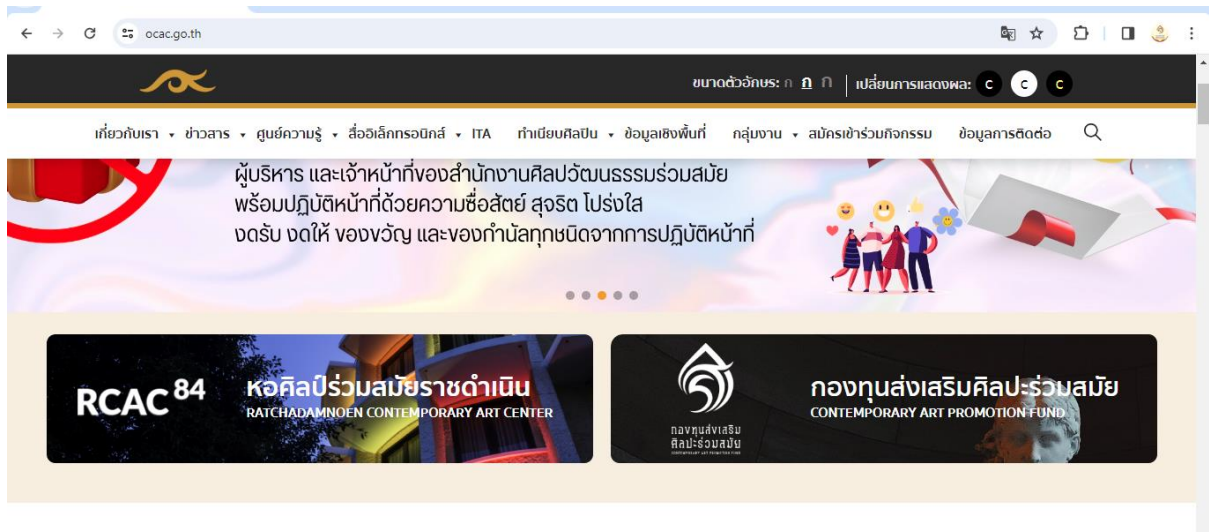 ocac.go.th
ขนาดตัวอักษร: ก ก ก เปลี่ยนการแสดงผล: C C C
เกี่ยวกับเรา ข่าวสาร ศูนย์ความรู้ สื่ออิเล็กทรอนิกส์ ITA ทำเนียบศิลปิน ข้อมูลเชิงพื้นที่ กลุ่มงาน สมัครเข้าร่วมกิจกรรม ข้อมูลการติดต่อ
ผู้บริหาร และเจ้าหน้าที่ของสำนักงานศิลปวัฒนธรรมร่วมสมัย
พร้อมปฏิบัติหน้าที่ด้วยความซื่อสัตย์ สุจริต โปร่งใส
งดรับ งดให้ ของขวัญ และของกำนัลทุกชนิดจากการปฏิบัติหน้าที่
RCAC 84
หอศิลป์ร่วมสมัยราชดำเนิน
RATCHADAMNOEN CONTEMPORARY ART CENTER
กองทุนส่งเสริม
ศิลปะร่วมสมัย
CONTEMPORARY ART PROMOTION FUND
กองทุนส่งเสริมศิลปะร่วมสมัย
CONTEMPORARY ART PROMOTION FUND